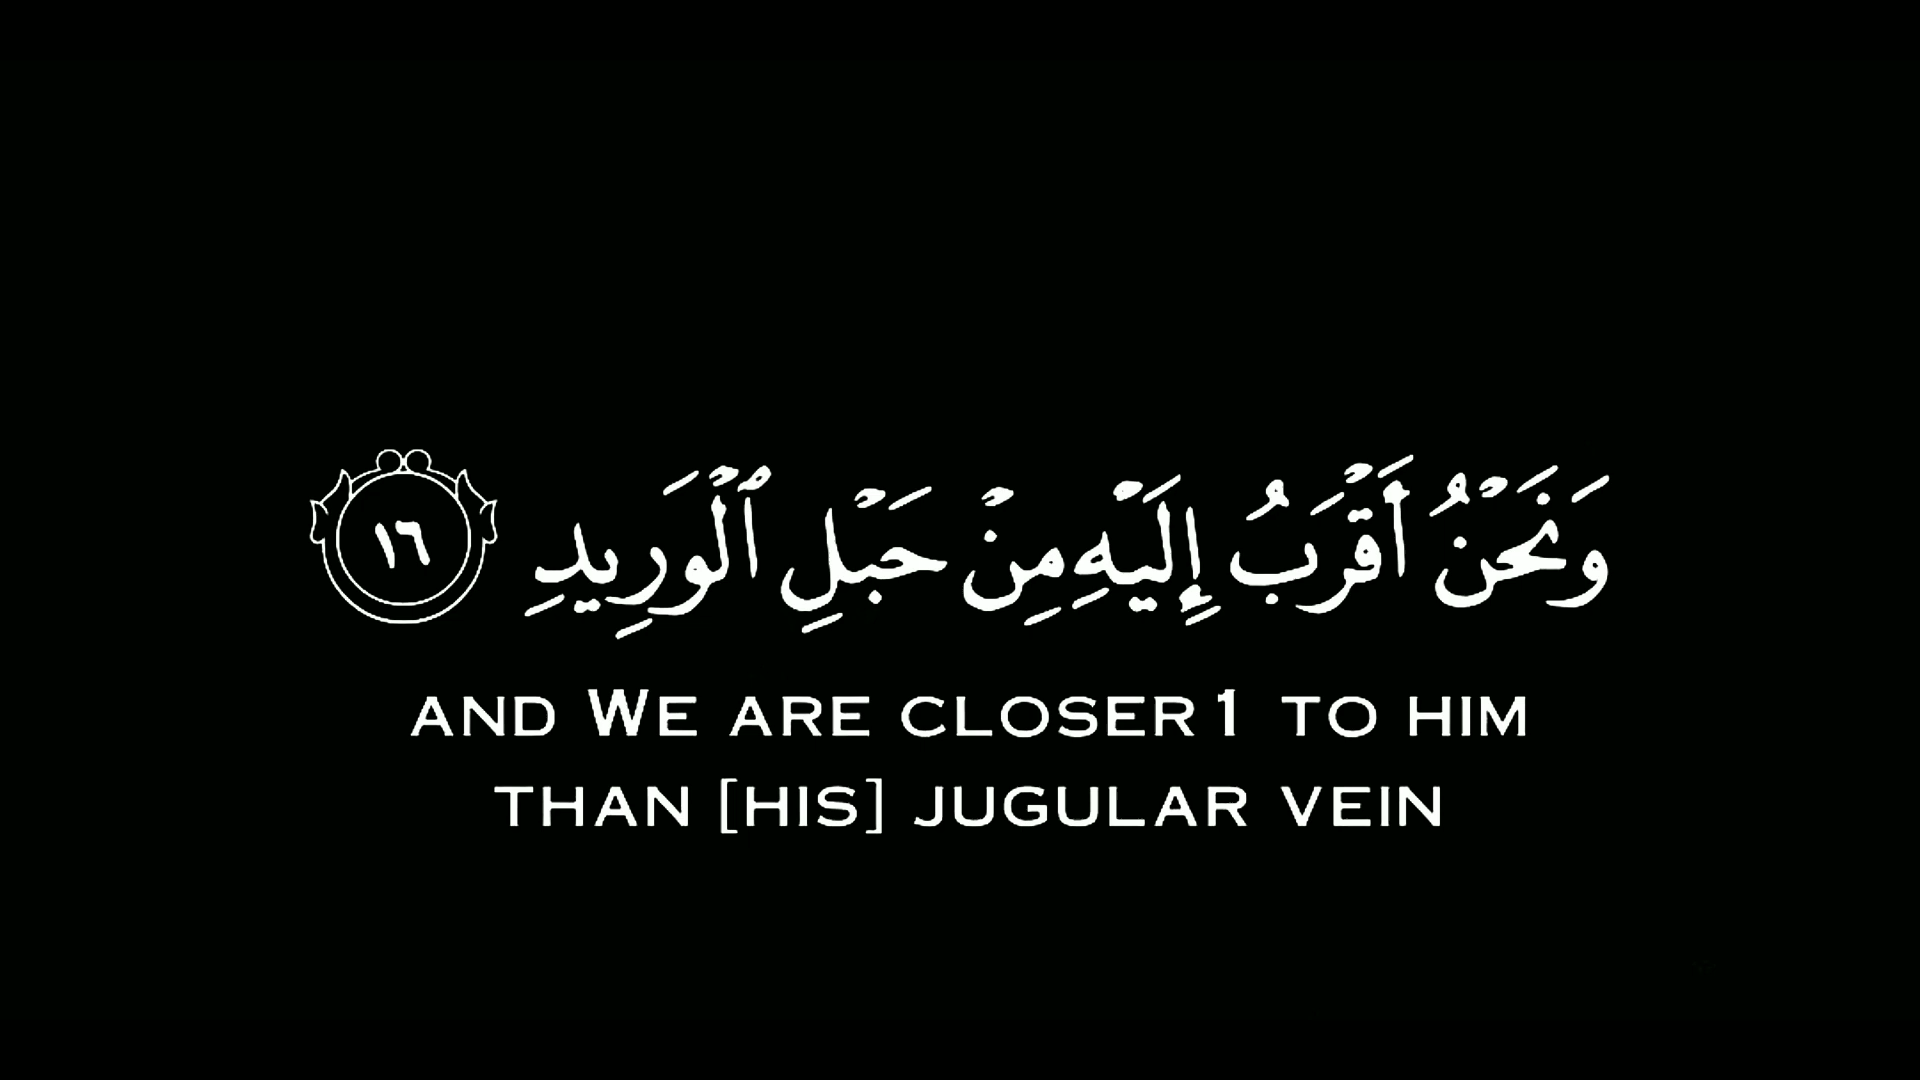 وَنَحْنُ أَقْرَبُ إِلَيْهِ مِنْ حَبْلِ ٱلْوَرِيدِ ١٦
AND WE ARE CLOSER1 TO HIM
THAN [HIS] JUGULAR VEIN